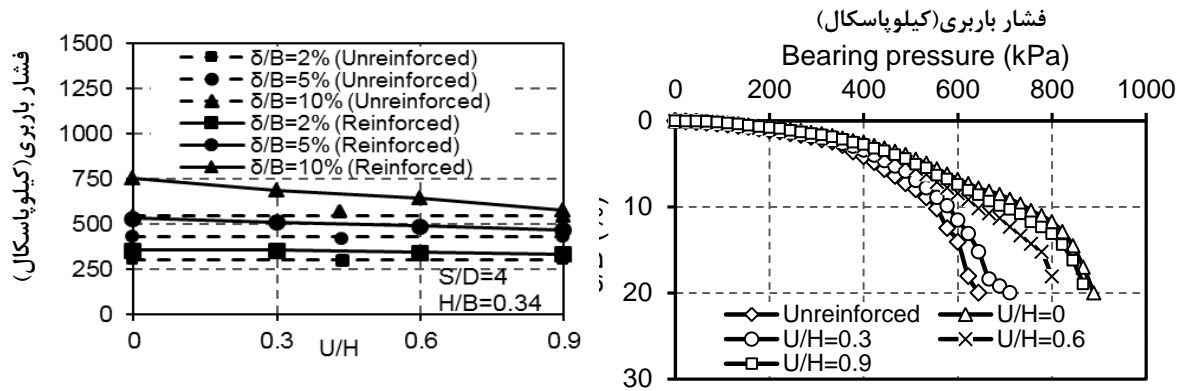 فشار باربری(کیلوپاسکال)
1500
1250
1000
750
500
250
0
δ/B=2% (Unreinforced)
δ/B=5% (Unreinforced)
δ/B=10% (Unreinforced)
δ/B=2% (Reinforced)
δ/B=5% (Reinforced)
δ/B=10% (Reinforced)
S/D=4
H/B=0.34
0 0.3 0.6 0.9
U/H
فشار باربری(کیلوپاسکال)
Bearing pressure (kPa)
0 200 400 600 800 1000
0
10
20
30
Unreinforced
U/H=0
U/H=0.3
U/H=0.6
U/H=0.9